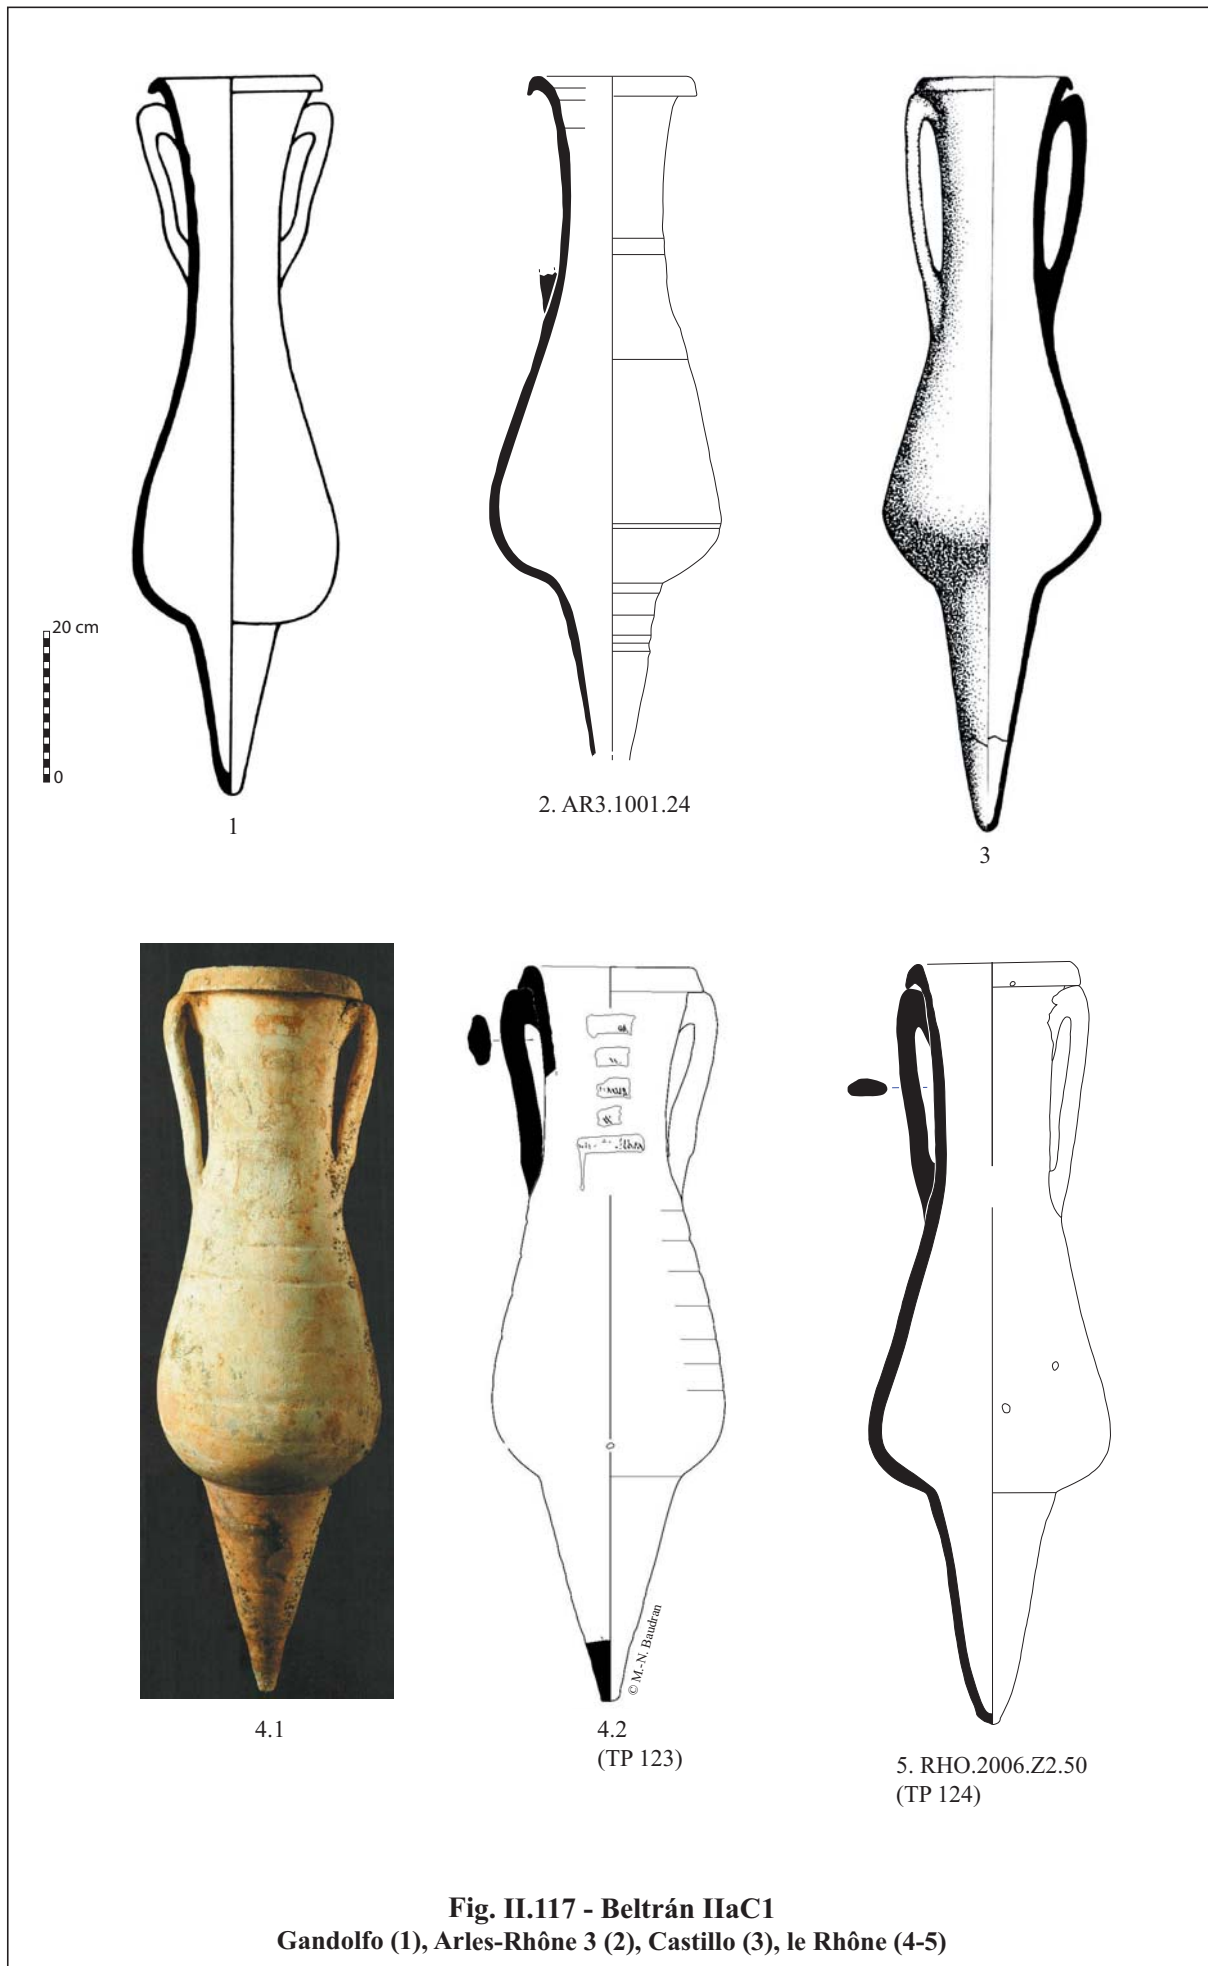 20 cm
0
1
2. AR3.1001.24
3
4.1
4.2
(TP 123)
© M.-N. Baudran
5. RHO.2006.Z2.50
(TP 124)
Fig. II.117 - Beltrán IIaC1
Gandolfo (1), Arles-Rhône 3 (2), Castillo (3), le Rhône (4-5)